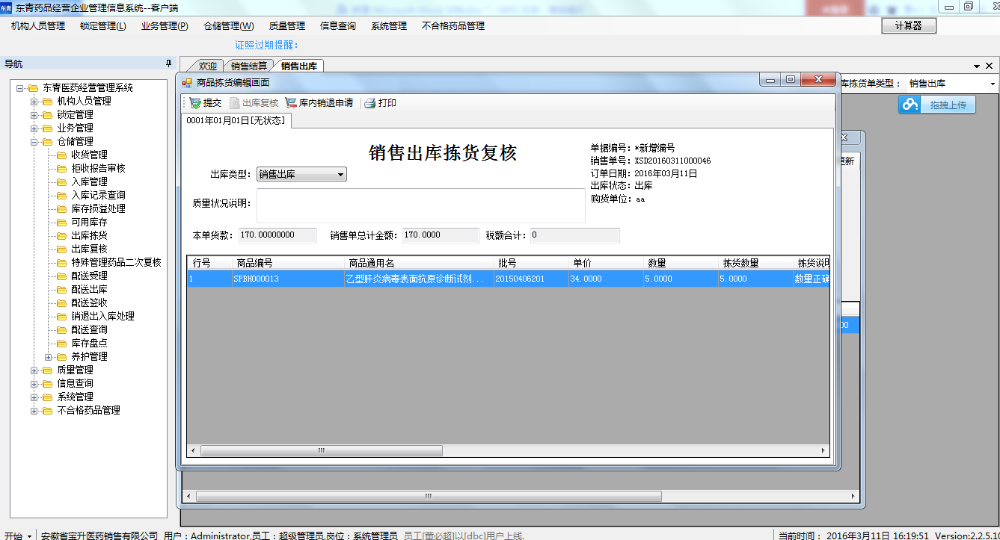 东青 东青药品经营企业管理信息系统--客户端
机构人员管理 锁定管理(L) 业务管理(P) 仓储管理(W) 质量管理 信息查询 系统管理 不合格药品管理 计算器
证照过期提醒：
导航
东青医药经营管理系统
机构人员管理
锁定管理
业务管理
仓储管理
收货管理
拒收报告审核
入库管理
入库记录查询
库存损溢处理
可用库存
出库拣货
出库复核
特殊管理药品二次复核
配送受理
配送出库
配送签收
销退出入库处理
配送查询
库存盘点
养护管理
质量管理
信息查询
系统管理
不合格药品管理
欢迎 销售结算 销售出库
库拣货单类型： 销售出库
拖拽上传
更新
00
商品拣货编辑画面
提交 出库复核 库内销退申请 打印
0001年01月01日[无状态]
销售出库拣货复核
单据编号：*新增编号
销售单号：XSD20160311000046
订单日期：2016年03月11日
出库状态：出库
购货单位：aa
出库类型： 销售出库
质量状况说明：
本单货款： 170.00000000 销售单总计金额： 170.0000 税额合计： 0
行号 商品编号 商品通用名 批号 单价 数量 拣货数量 拣货说明
1 SPBH000013 乙型肝炎病毒表面抗原诊断试剂... 20150406201 34.0000 5.0000 5.0000 数量正确
开始 安徽省宝升医药销售有限公司 用户：Administrator,员工：超级管理员,岗位：系统管理员 员工[董必超]以[dbc]用户上线. 当前时间： 2016年3月11日 16:19:51 Version:2.2.5.10